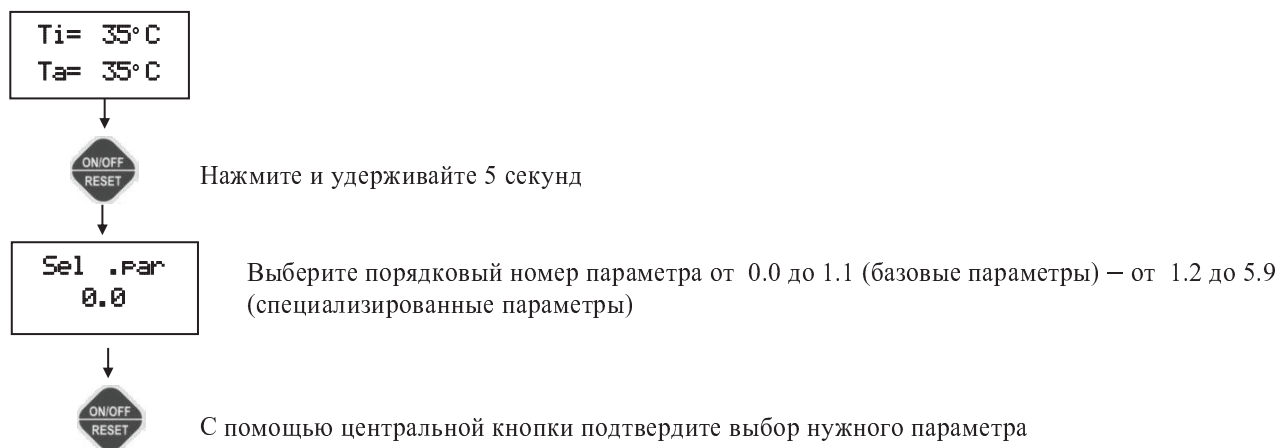 Ti= 35°C
Ta= 35°C
ON/OFF
RESET
Нажмите и удерживайте 5 секунд
Sel .par
0.0
Выберите порядковый номер параметра от 0.0 до 1.1 (базовые параметры) – от 1.2 до 5.9
(специализированные параметры)
ON/OFF
RESET
С помощью центральной кнопки подтвердите выбор нужного параметра